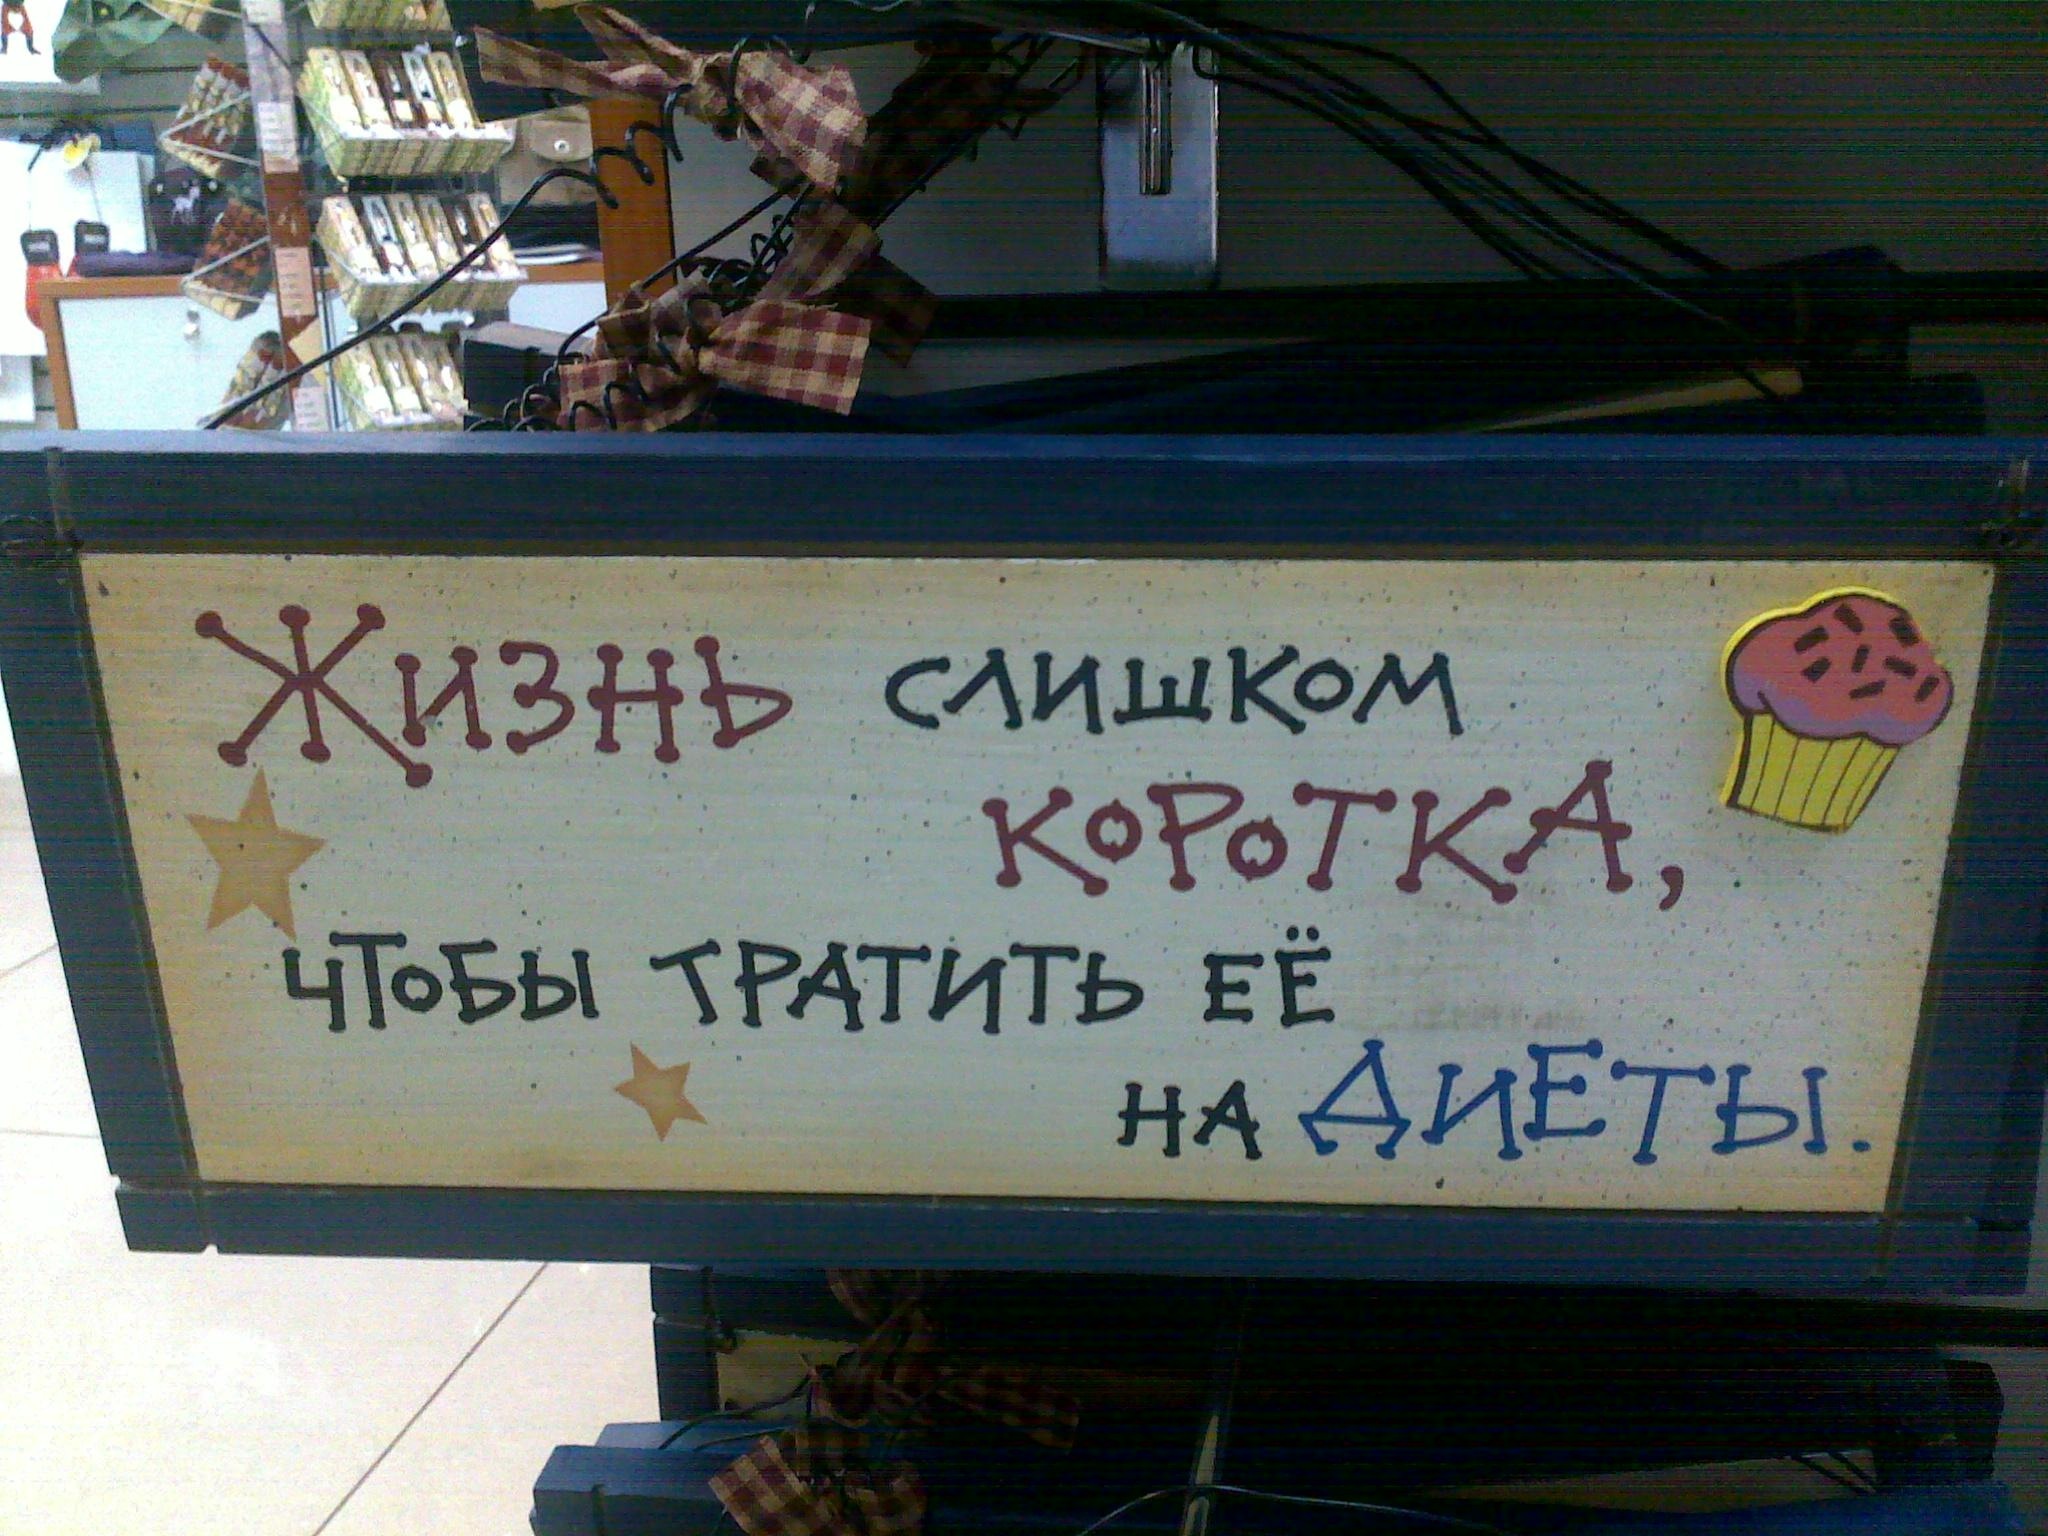 Жизнь слишком
коротка,
чтобы тратить её
на диеты.